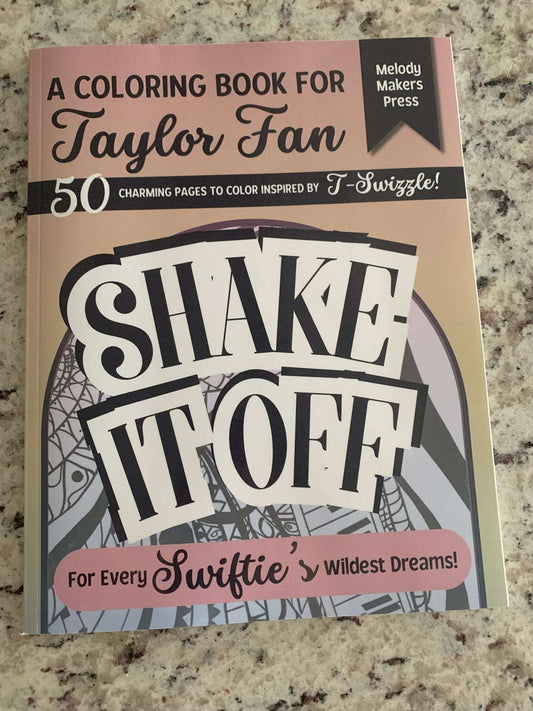 A COLORING BOOK FOR
Taylor Fan
Melody
Makers
Press
50 CHARMING PAGES TO COLOR INSPIRED BY T-Swizzle!
SHAKE
IT OFF
For Every Swiftie's Wildest Dreams!